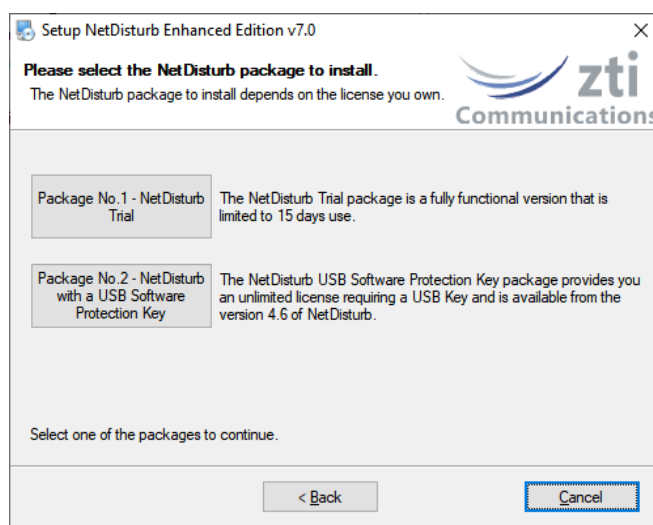 Setup NetDisturb Enhanced Edition v7.0
Please select the NetDisturb package to install.
The NetDisturb package to install depends on the license you own.
zti
Communications
Package No.1 - NetDisturb
Trial
The NetDisturb Trial package is a fully functional version that is
limited to 15 days use.
Package No.2 - NetDisturb
with a USB Software
Protection Key
The NetDisturb USB Software Protection Key package provides you
an unlimited license requiring a USB Key and is available from the
version 4.6 of NetDisturb.
Select one of the packages to continue.
< Back
Cancel